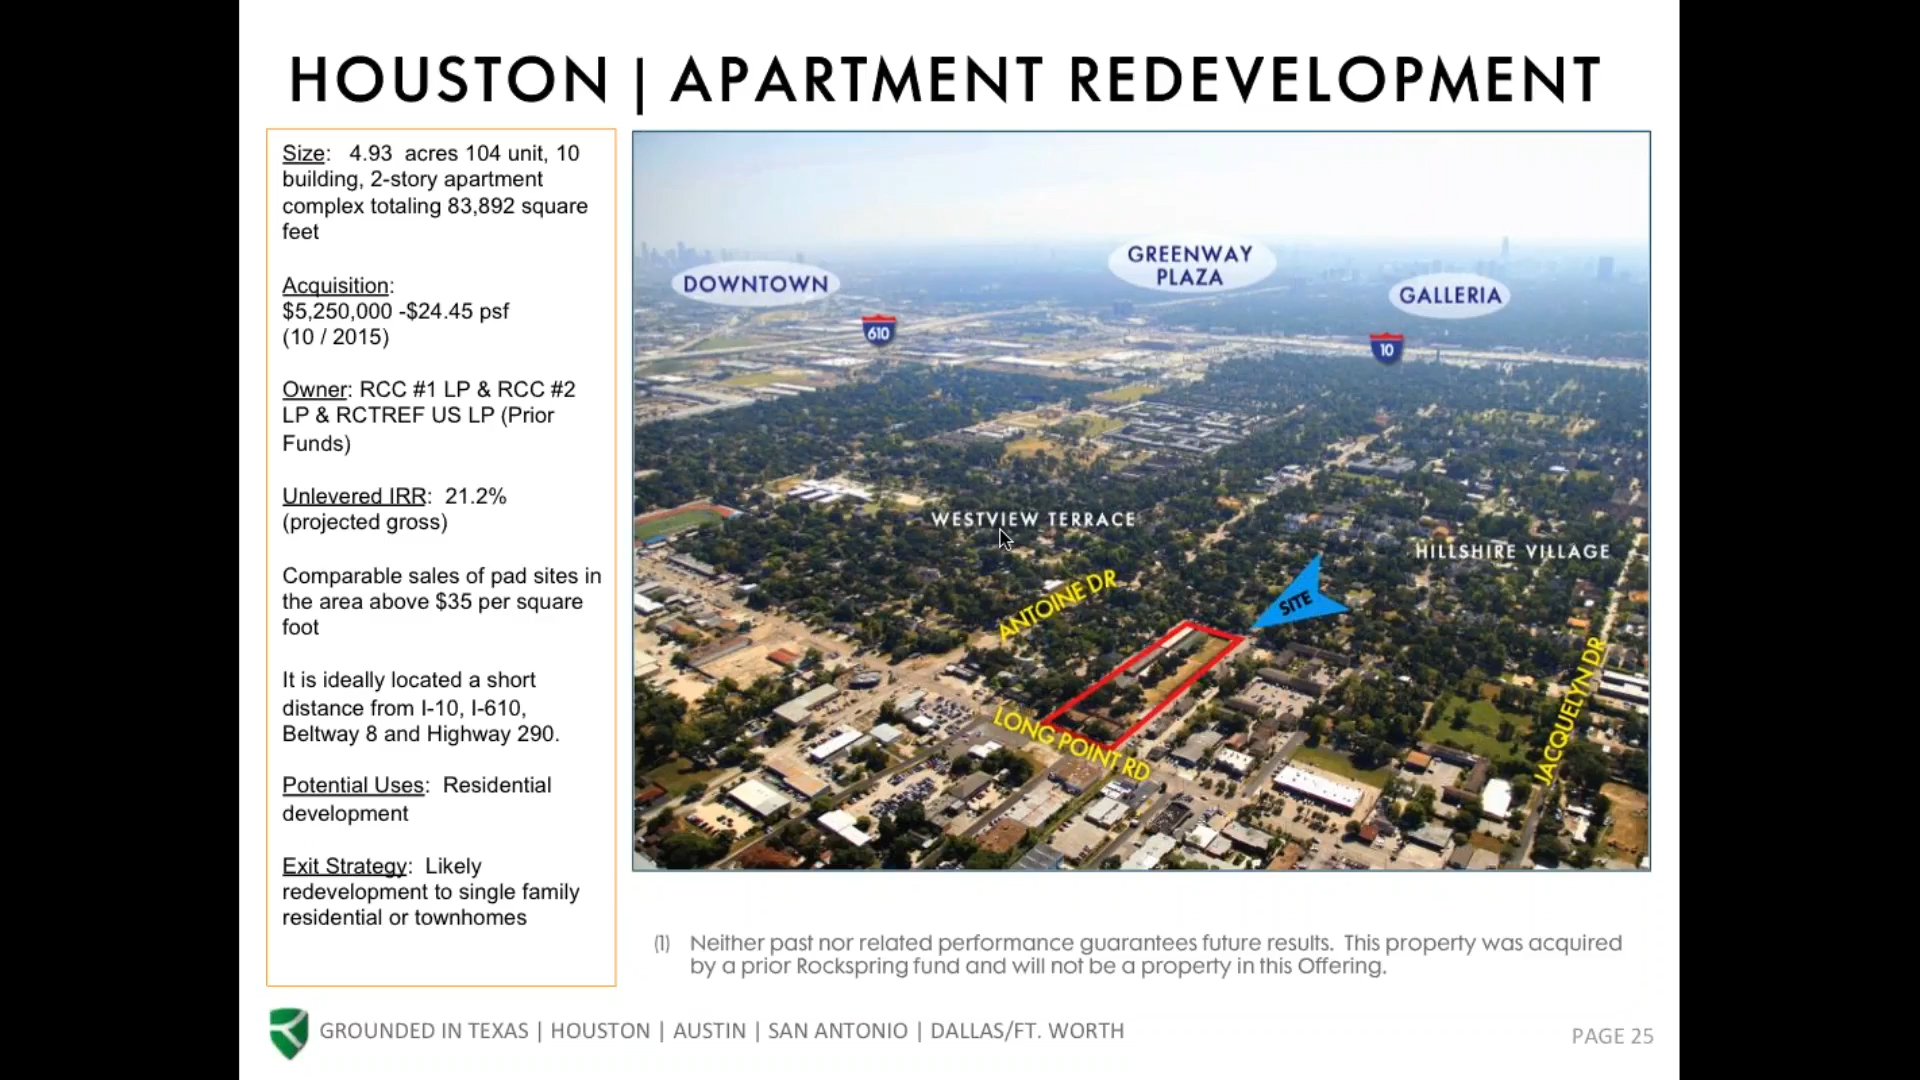 HOUSTON | APARTMENT REDEVELOPMENT
Size:   4.93  acres 104 unit, 10
building, 2-story apartment
complex totaling 83,892 square
feet
Acquisition:
$5,250,000 -$24.45 psf
(10 / 2015)
Owner: RCC #1 LP & RCC #2
LP & RCTREF US LP (Prior
Funds)
Unlevered IRR:  21.2%
(projected gross)
Comparable sales of pad sites in
the area above $35 per square
foot
It is ideally located a short
distance from I-10, I-610,
Beltway 8 and Highway 290.
Potential Uses:  Residential
development
Exit Strategy:  Likely
redevelopment to single family
residential or townhomes
GREENWAY
PLAZA
DOWNTOWN
GALLERIA
610
10
WESTVIEW TERRACE
HILLSHIRE VILLAGE
ANTOINE DR
SITE
JACQUELYN DR
LONG POINT RD
(1) Neither past nor related performance guarantees future results.  This property was acquired
by a prior Rockspring fund and will not be a property in this Offering.
GROUNDED IN TEXAS | HOUSTON | AUSTIN | SAN ANTONIO | DALLAS/FT. WORTH
PAGE 25